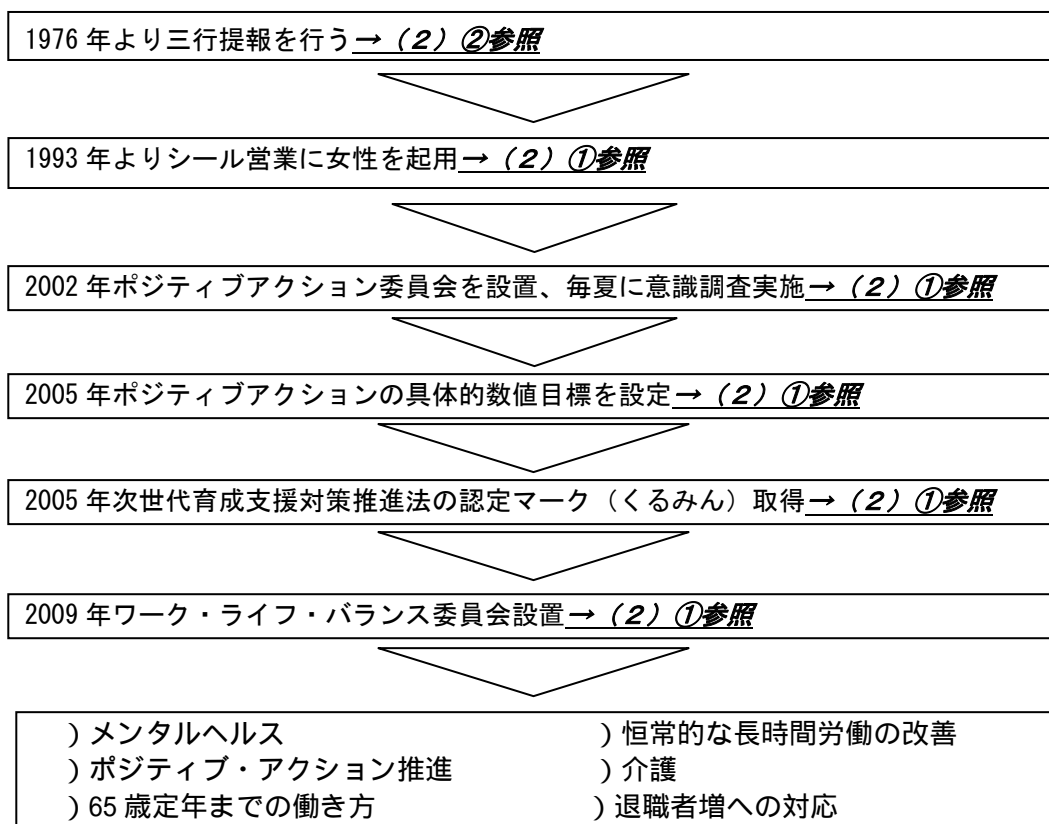 1976 年より三行提報を行う→（２）②参照
1993 年よりシール営業に女性を起用→（２）①参照
2002 年ポジティブアクション委員会を設置、毎夏に意識調査実施→（２）①参照
2005 年ポジティブアクションの具体的数値目標を設定→（２）①参照
2005 年次世代育成支援対策推進法の認定マーク（くるみん）取得→（２）①参照
2009 年ワーク・ライフ・バランス委員会設置→（２）①参照
）メンタルヘルス ）恒常的な長時間労働の改善
）ポジティブ・アクション推進 ）介護
）65 歳定年までの働き方 ）退職者増への対応